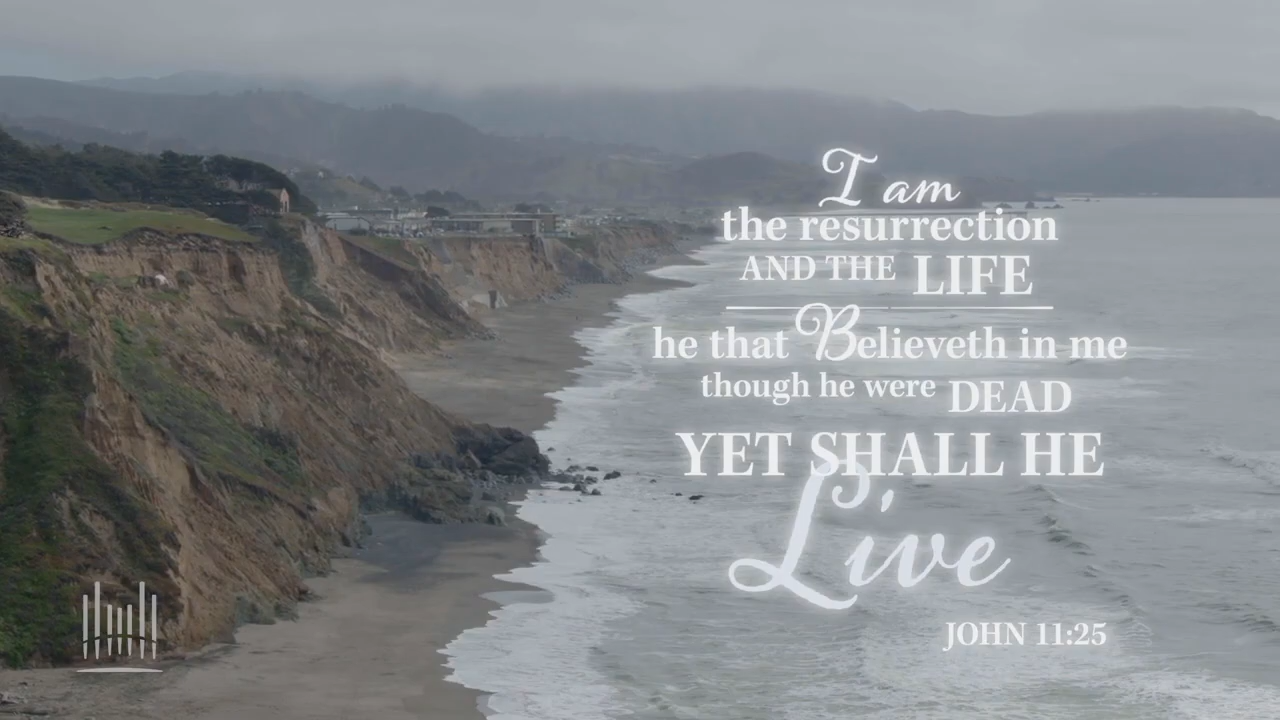 I am
the resurrection
AND THE LIFE
he that Believeth in me
though he were DEAD
YET SHALL HE
Live
JOHN 11:25